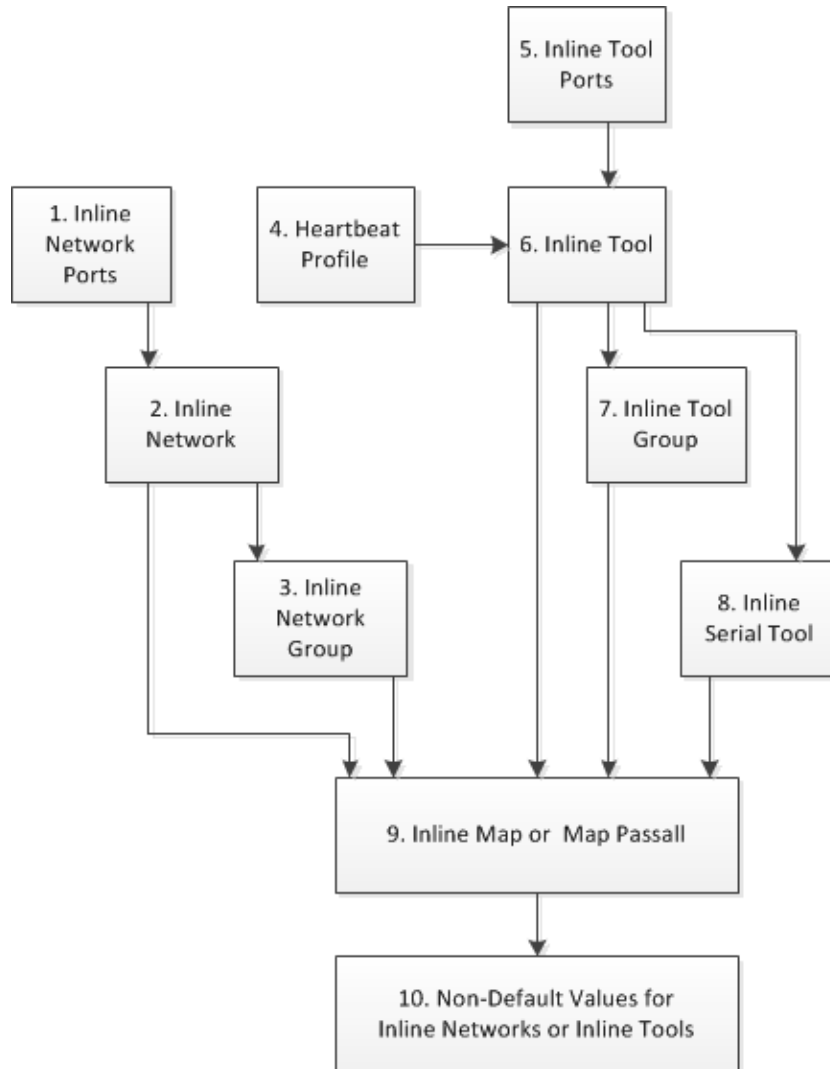 5. Inline Tool
Ports
1. Inline
Network
Ports
4. Heartbeat
Profile
6. Inline Tool
2. Inline
Network
7. Inline Tool
Group
3. Inline
Network
Group
8. Inline
Serial Tool
9. Inline Map or Map Passall
10. Non-Default Values for
Inline Networks or Inline Tools